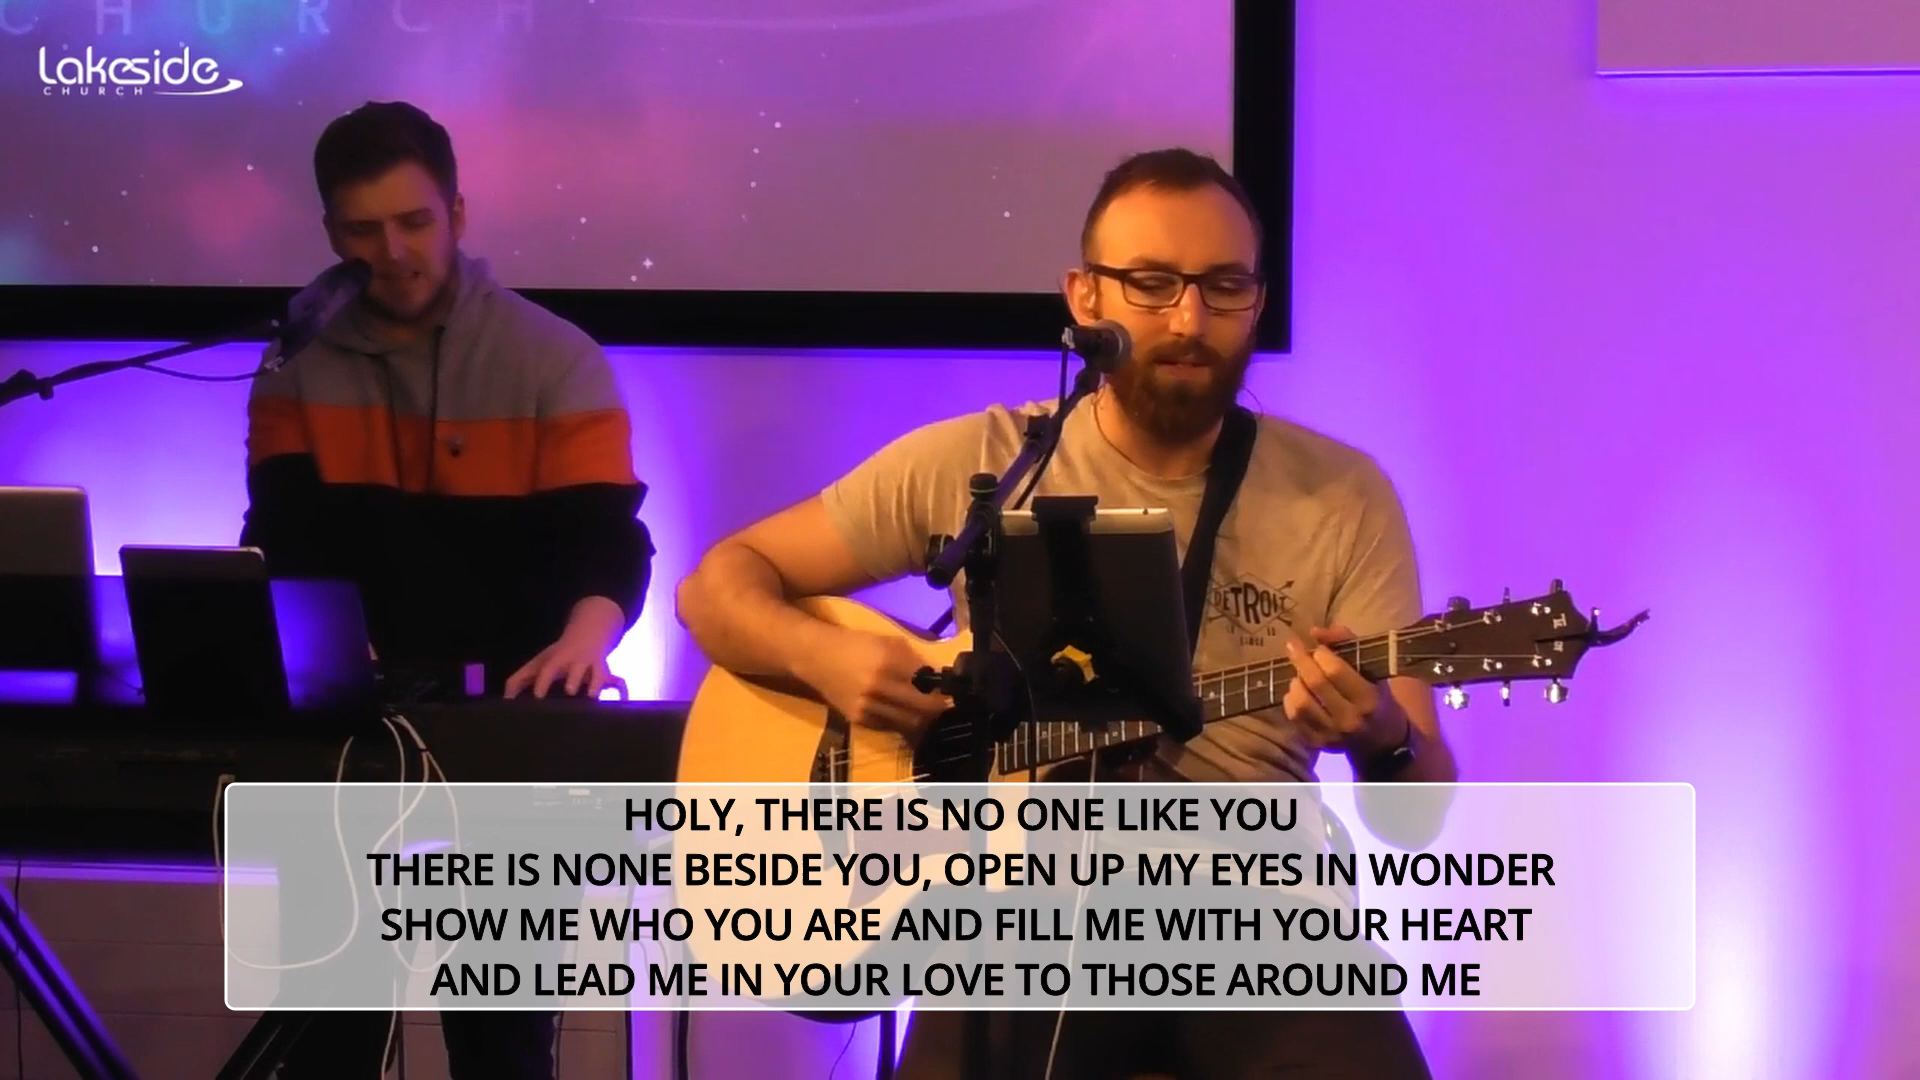 CHURCH
Lakeside
CHURCH
DETROIT
SINCE
HOLY, THERE IS NO ONE LIKE YOU
THERE IS NONE BESIDE YOU, OPEN UP MY EYES IN WONDER
SHOW ME WHO YOU ARE AND FILL ME WITH YOUR HEART
AND LEAD ME IN YOUR LOVE TO THOSE AROUND ME